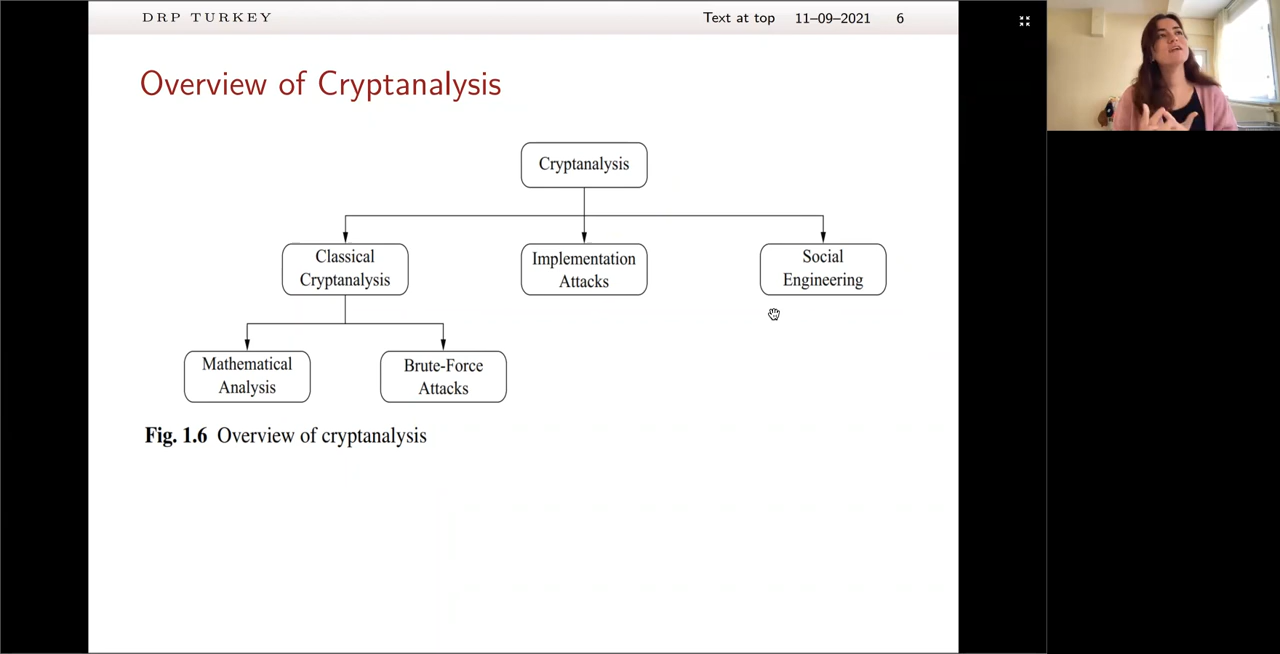 DRP TURKEY
Text at top 11–09–2021 6
Overview of Cryptanalysis
Cryptanalysis
Classical
Cryptanalysis
Implementation
Attacks
Social
Engineering
Mathematical
Analysis
Brute-Force
Attacks
Fig. 1.6 Overview of cryptanalysis